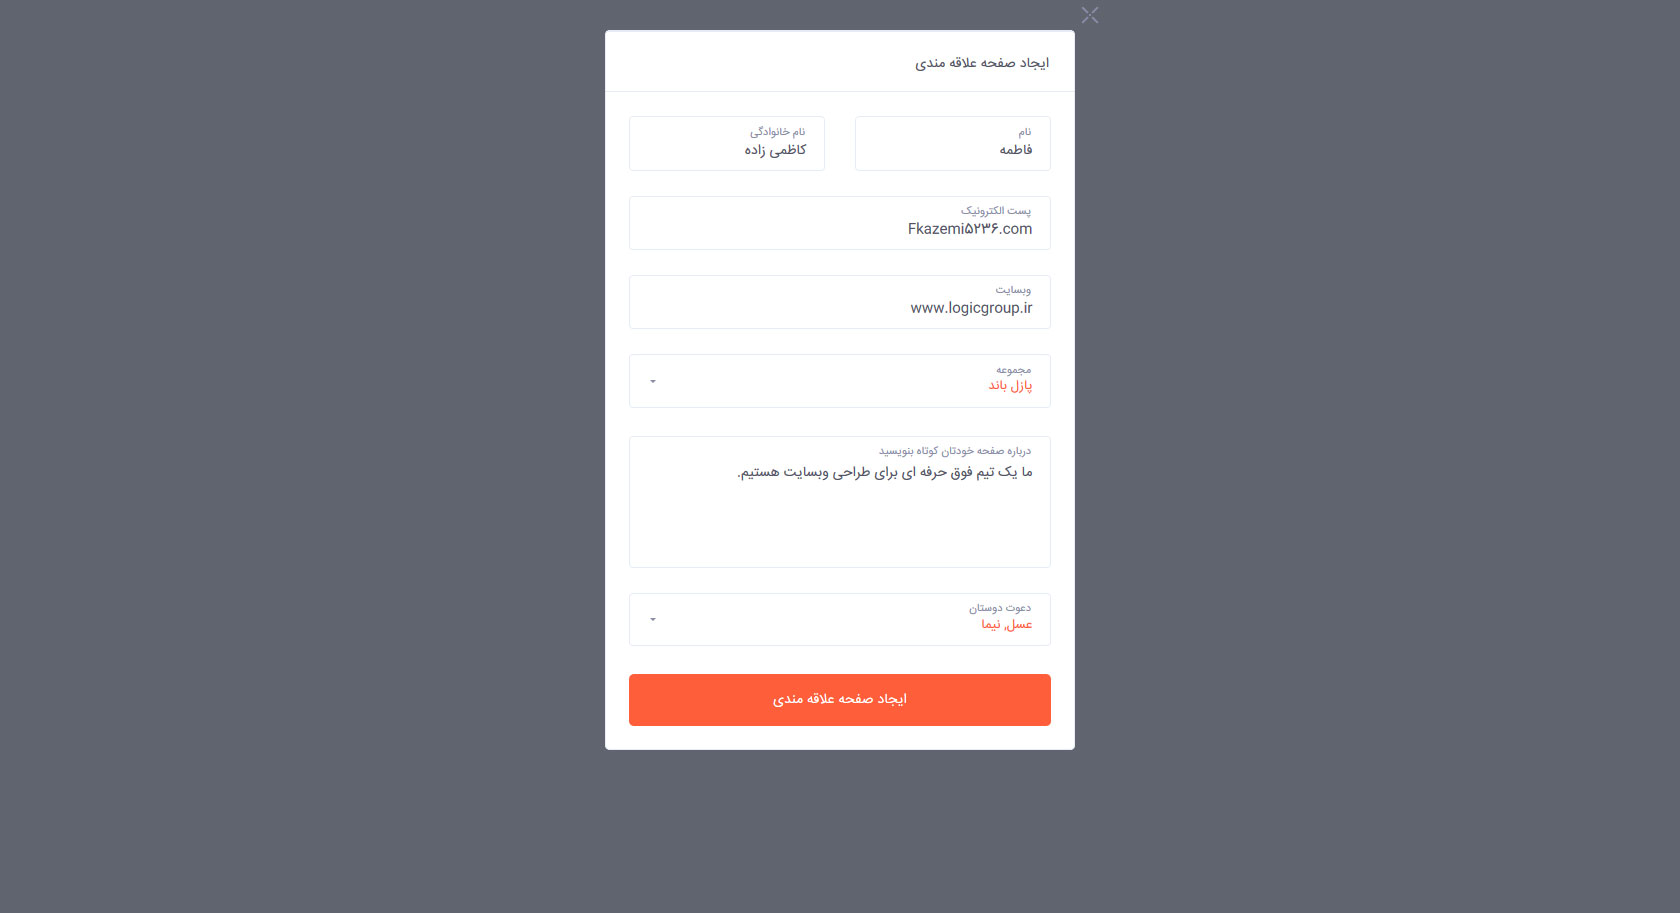 ایجاد صفحه علاقه مندی
نام
فاطمه
نام خانوادگی
کاظمی زاده
پست الکترونیک
Fkazemi۵۲۳۶.com
وبسایت
www.logicgroup.ir
مجموعه
پازل باند
درباره صفحه خودتان کوتاه بنویسید
ما یک تیم فوق حرفه ای برای طراحی وبسایت هستیم.
دعوت دوستان
عسل, نیما
ایجاد صفحه علاقه مندی